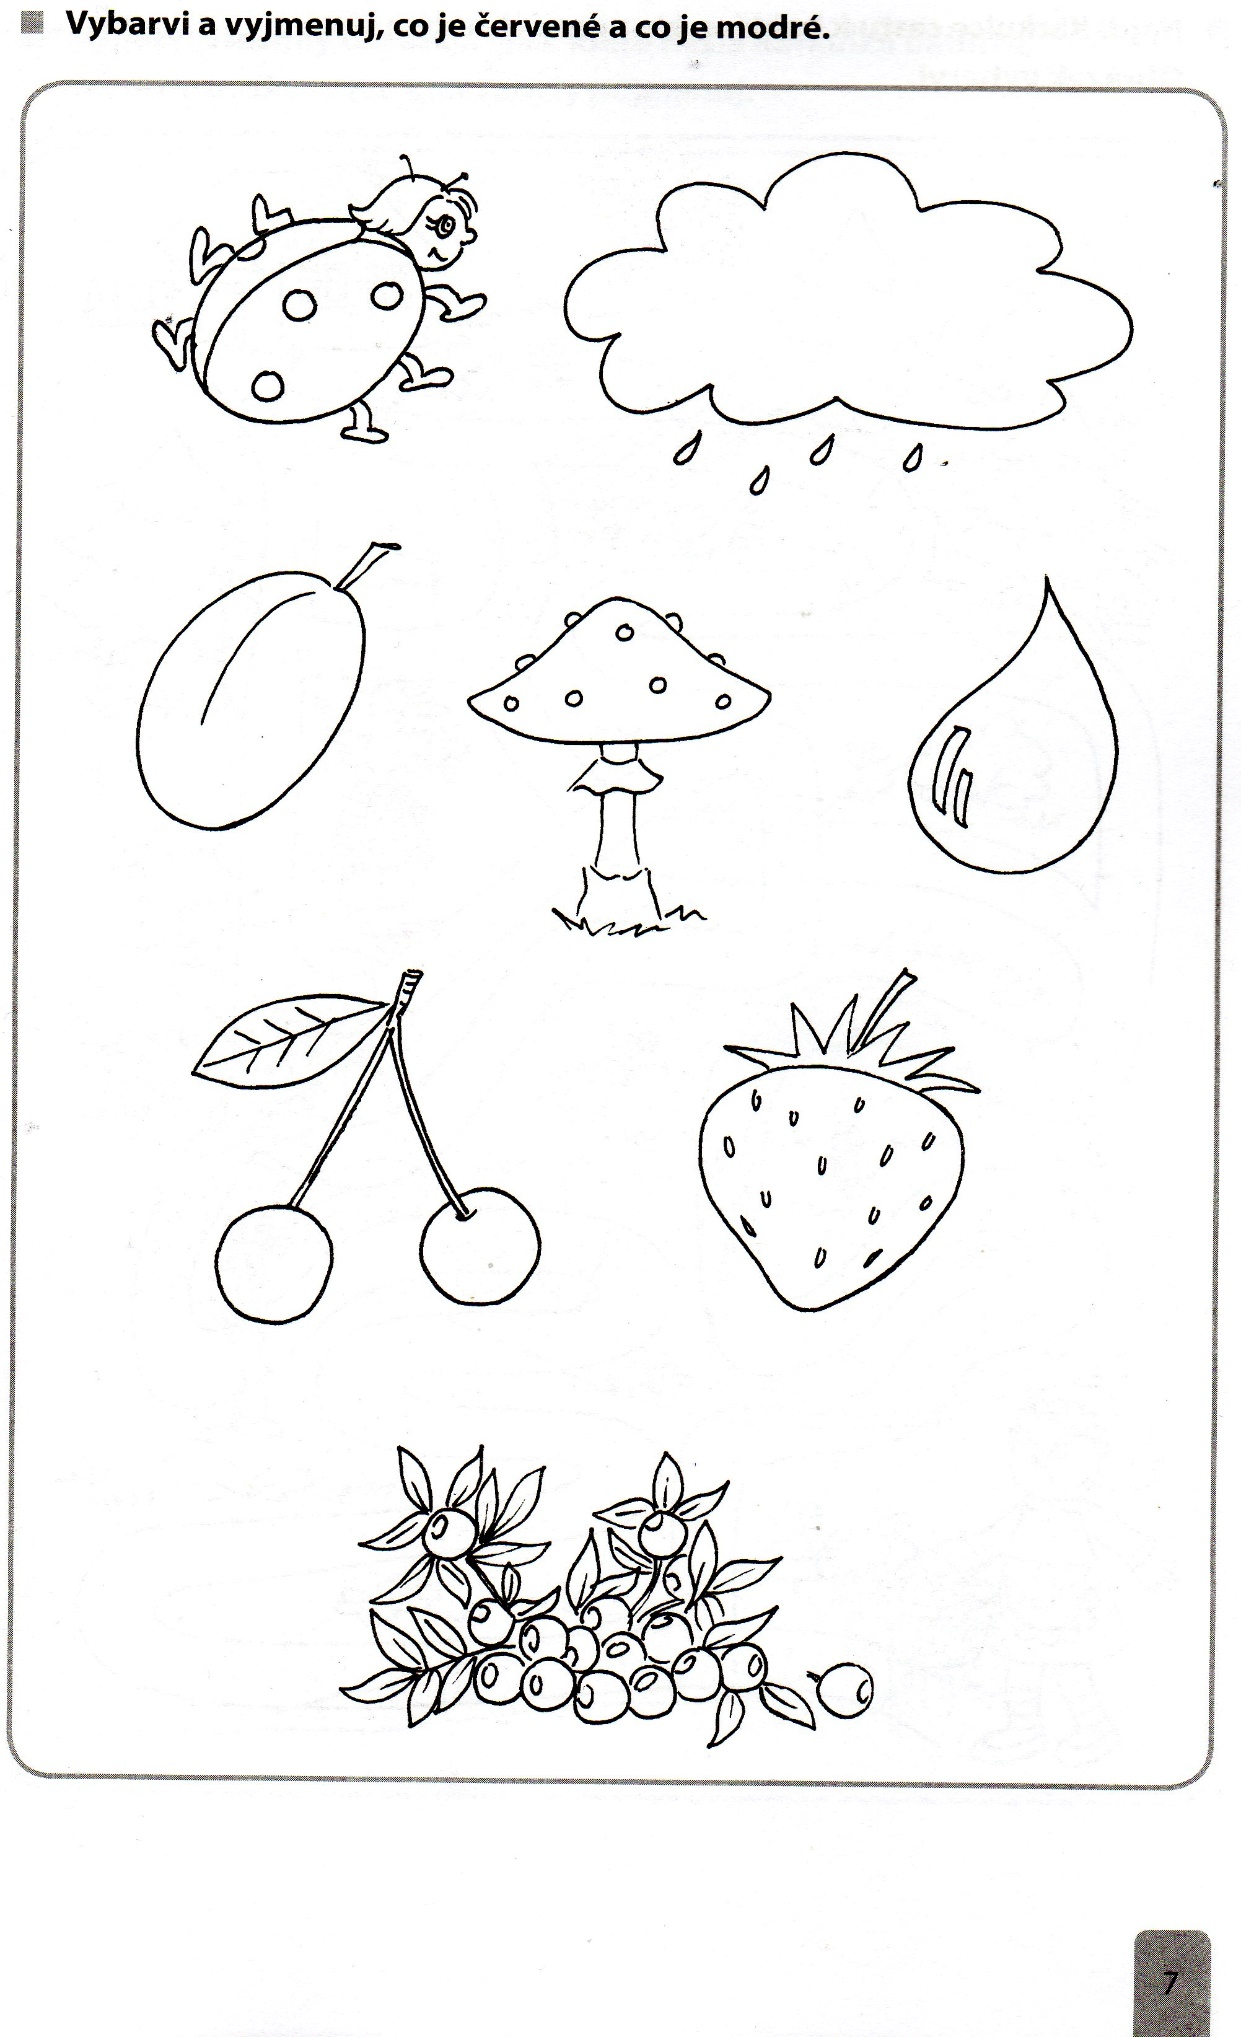 Vybarvi a vyjmenuj, co je červené a co je modré.
7